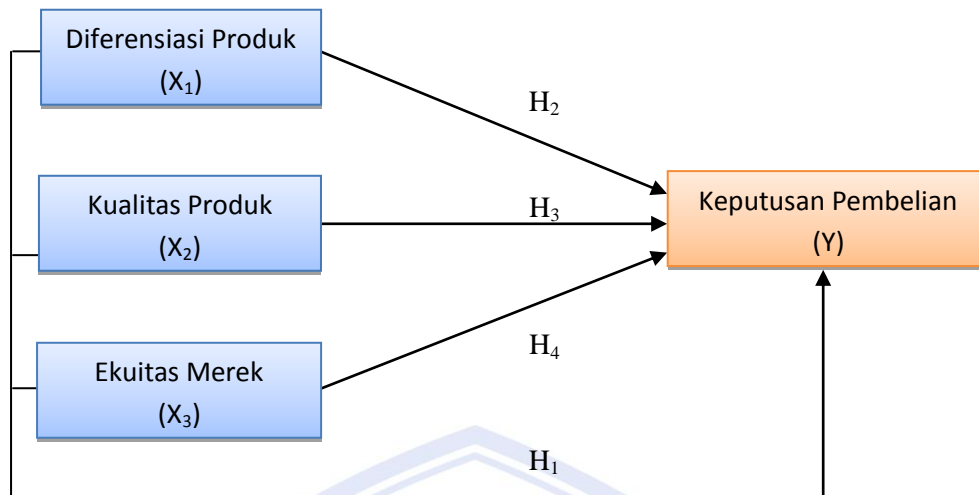 Diferensiasi Produk
(X₁)
H₂
Kualitas Produk
(X₂)
H₃
Keputusan Pembelian
(Y)
H₄
Ekuitas Merek
(X₃)
H₁